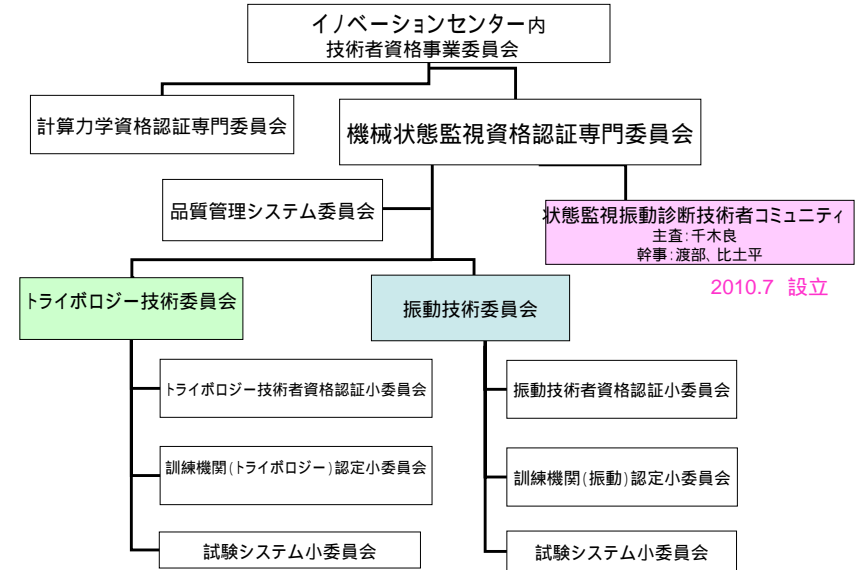 イノベーションセンター内
技術者資格事業委員会
計算力学資格認証専門委員会
機械状態監視資格認証専門委員会
品質管理システム委員会
状態監視振動診断技術者コミュニティ
主査:千木良
幹事:渡部、比土平
2010.7 設立
トライボロジー技術委員会
振動技術委員会
トライボロジー技術者資格認証小委員会
振動技術者資格認証小委員会
訓練機関(トライボロジー)認定小委員会
訓練機関(振動)認定小委員会
試験システム小委員会
試験システム小委員会